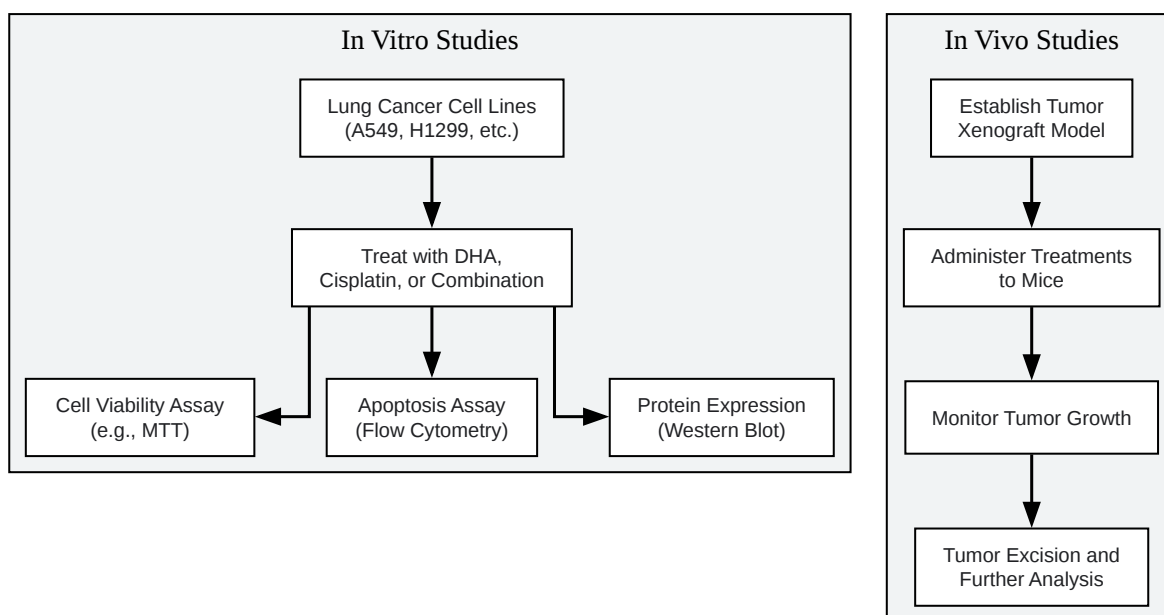 In Vitro Studies
Lung Cancer Cell Lines
(A549, H1299, etc.)
Treat with DHA,
Cisplatin, or Combination
Cell Viability Assay
(e.g., MTT)
Apoptosis Assay
(Flow Cytometry)
Protein Expression
(Western Blot)
In Vivo Studies
Establish Tumor
Xenograft Model
Administer Treatments
to Mice
Monitor Tumor Growth
Tumor Excision and
Further Analysis